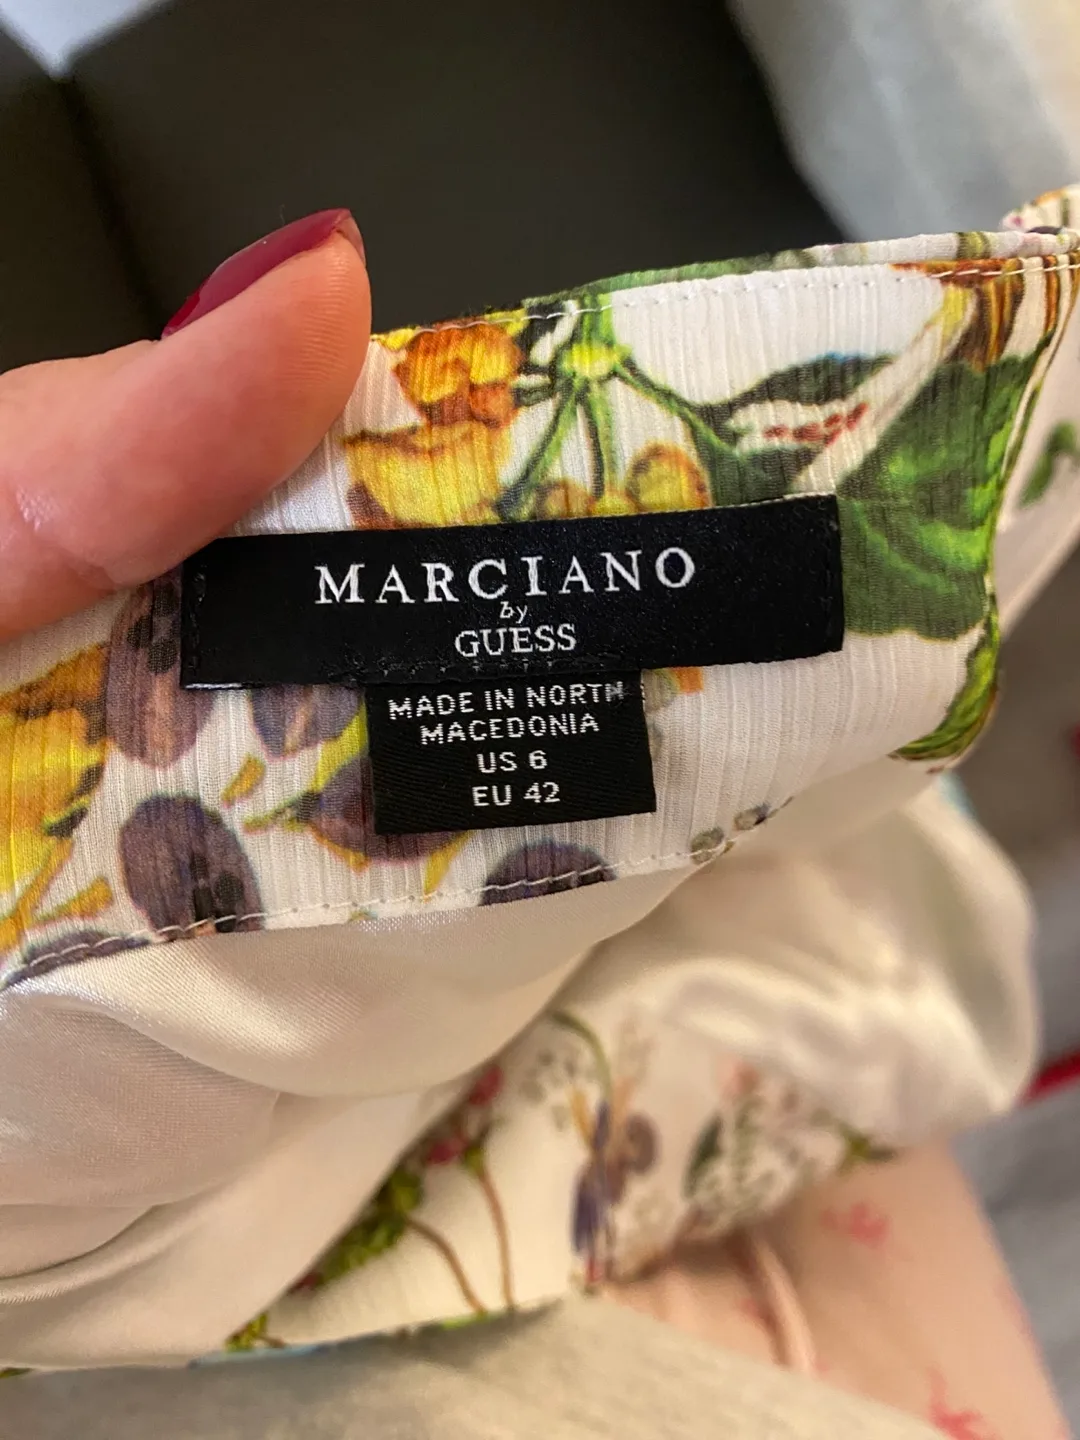 MARCIANO
by
GUESS
MADE IN NORTH
MACEDONIA
US 6
EU 42